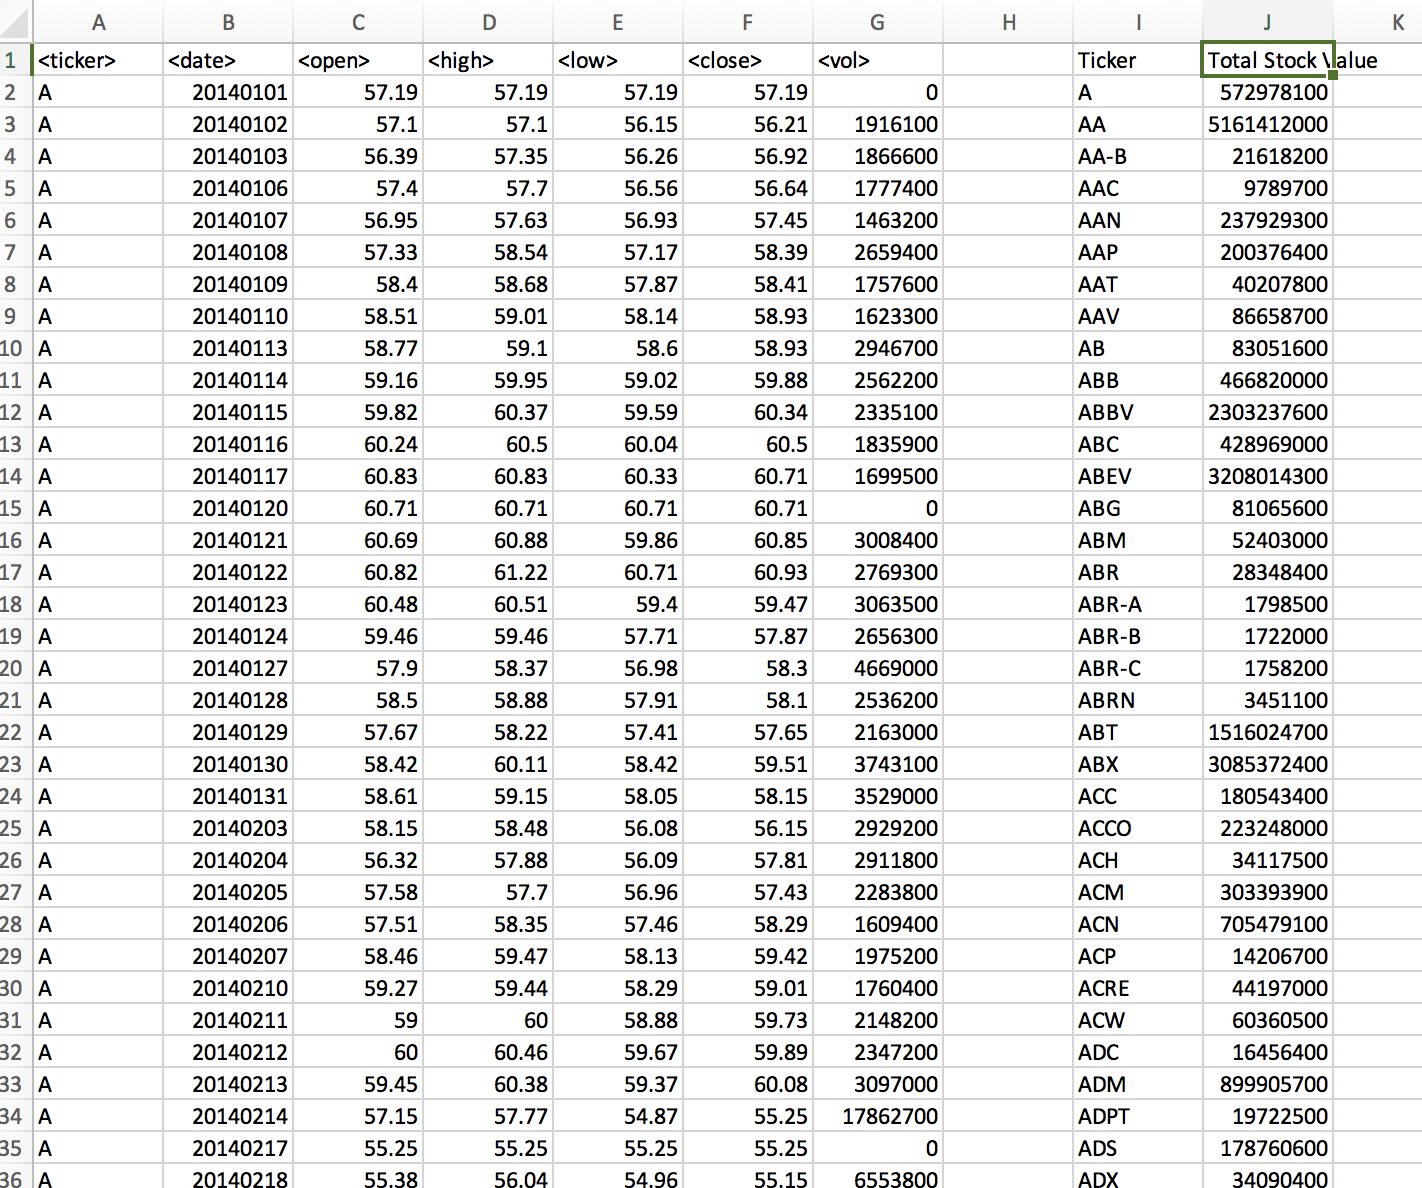 A B C D E F G H I J K
1 <ticker> <date> <open> <high> <low> <close> <vol> Ticker Total Stock Value
2 A 20140101 57.19 57.19 57.19 57.19 0 A 572978100
3 A 20140102 57.1 57.1 56.15 56.21 1916100 AA 5161412000
4 A 20140103 56.39 57.35 56.26 56.92 1866600 AA-B 21618200
5 A 20140106 57.4 57.7 56.56 56.64 1777400 AAC 9789700
6 A 20140107 56.95 57.63 56.93 57.45 1463200 AAN 237929300
7 A 20140108 57.33 58.54 57.17 58.39 2659400 AAP 200376400
8 A 20140109 58.4 58.68 57.87 58.41 1757600 AAT 40207800
9 A 20140110 58.51 59.01 58.14 58.93 1623300 AAV 86658700
10 A 20140113 58.77 59.1 58.6 58.93 2946700 AB 83051600
11 A 20140114 59.16 59.95 59.02 59.88 2562200 ABB 466820000
12 A 20140115 59.82 60.37 59.59 60.34 2335100 ABBV 2303237600
13 A 20140116 60.24 60.5 60.04 60.5 1835900 ABC 428969000
14 A 20140117 60.83 60.83 60.33 60.71 1699500 ABEV 3208014300
15 A 20140120 60.71 60.71 60.71 60.71 0 ABG 81065600
16 A 20140121 60.69 60.88 59.86 60.85 3008400 ABM 52403000
17 A 20140122 60.82 61.22 60.71 60.93 2769300 ABR 28348400
18 A 20140123 60.48 60.51 59.4 59.47 3063500 ABR-A 1798500
19 A 20140124 59.46 59.46 57.71 57.87 2656300 ABR-B 1722000
20 A 20140127 57.9 58.37 56.98 58.3 4669000 ABR-C 1758200
21 A 20140128 58.5 58.88 57.91 58.1 2536200 ABRN 3451100
22 A 20140129 57.67 58.22 57.41 57.65 2163000 ABT 1516024700
23 A 20140130 58.42 60.11 58.42 59.51 3743100 ABX 3085372400
24 A 20140131 58.61 59.15 58.05 58.15 3529000 ACC 180543400
25 A 20140203 58.15 58.48 56.08 56.15 2929200 ACCO 223248000
26 A 20140204 56.32 57.88 56.09 57.81 2911800 ACH 34117500
27 A 20140205 57.58 57.7 56.96 57.43 2283800 ACM 303393900
28 A 20140206 57.51 58.35 57.46 58.29 1609400 ACN 705479100
29 A 20140207 58.46 59.47 58.13 59.42 1975200 ACP 14206700
30 A 20140210 59.27 59.44 58.29 59.01 1760400 ACRE 44197000
31 A 20140211 59 60 58.88 59.73 2148200 ACW 60360500
32 A 20140212 60 60.46 59.67 59.89 2347200 ADC 16456400
33 A 20140213 59.45 60.38 59.37 60.08 3097000 ADM 899905700
34 A 20140214 57.15 57.77 54.87 55.25 17862700 ADPT 19722500
35 A 20140217 55.25 55.25 55.25 55.25 0 ADS 178760600
36 A 20140218 55.38 56.04 54.96 55.15 6553800 ADX 34090400